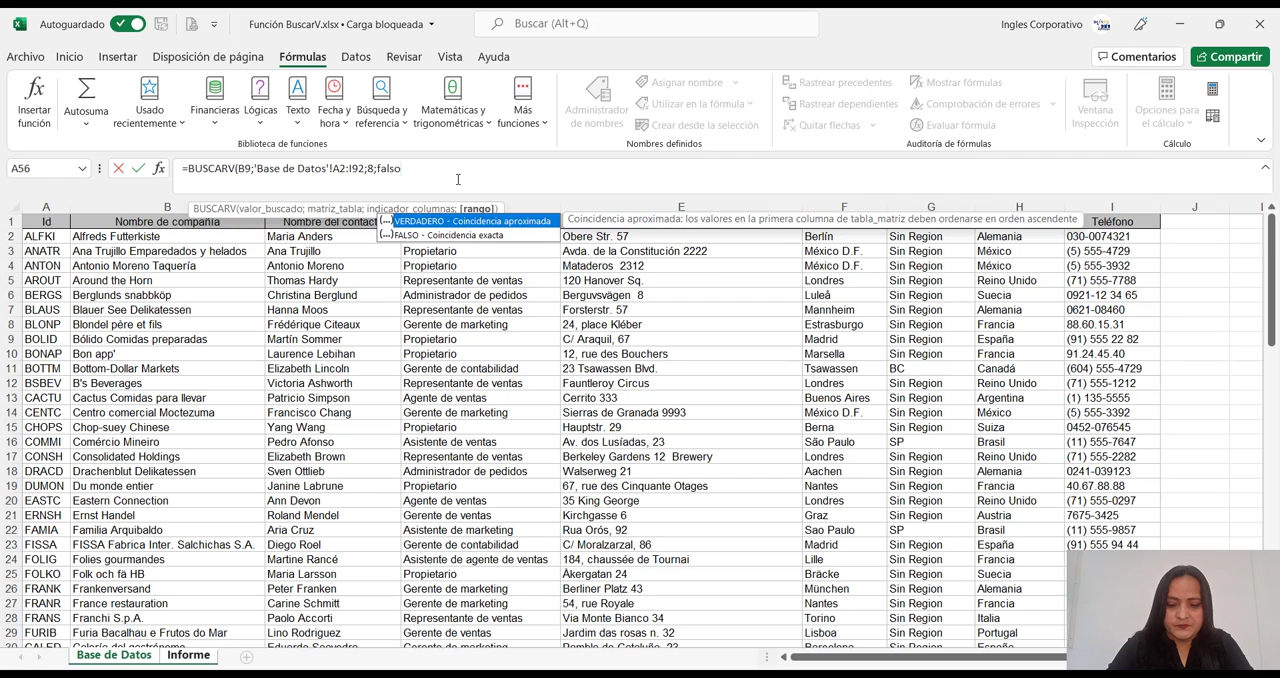 Autoguardado Función BuscarV.xlsx • Carga bloqueada Buscar (Alt+Q) Ingles Corporativo
Archivo Inicio Insertar Disposición de página Fórmulas Datos Revisar Vista Ayuda Comentarios Compartir
Insertar función Autosuma Usado recientemente Financieras Lógicas Texto Fecha y hora Búsqueda y referencia Matemáticas y trigonométricas Más funciones
Biblioteca de funciones
Administrador de nombres Asignar nombre Utilizar en la fórmula Crear desde la selección
Nombres definidos
Rastrear precedentes Rastrear dependientes Quitar flechas Mostrar fórmulas Comprobación de errores Evaluar fórmula
Auditoría de fórmulas
Ventana Inspección Opciones para el cálculo
Cálculo
A56 fx =BUSCARV(B9;'Base de Datos'!A2:I92;8;falso
BUSCARV(valor_buscado; matriz_tabla; indicador_columnas; [rango])
(...) VERDADERO - Coincidencia aproximada
(...) FALSO - Coincidencia exacta
Coincidencia aproximada: los valores en la primera columna de tabla_matriz deben ordenarse en orden ascendente
A B E F G H I J
1 Id Nombre de compañía Nombre del contact Teléfono
2 ALFKI Alfreds Futterkiste Maria Anders Obere Str. 57 Berlín Sin Region Alemania 030-0074321
3 ANATR Ana Trujillo Emparedados y helados Ana Trujillo Propietario Avda. de la Constitución 2222 México D.F. Sin Region México (5) 555-4729
4 ANTON Antonio Moreno Taquería Antonio Moreno Propietario Mataderos 2312 México D.F. Sin Region México (5) 555-3932
5 AROUT Around the Horn Thomas Hardy Representante de ventas 120 Hanover Sq. Londres Sin Region Reino Unido (71) 555-7788
6 BERGS Berglunds snabbköp Christina Berglund Administrador de pedidos Berguvsvägen 8 Luleå Sin Region Suecia 0921-12 34 65
7 BLAUS Blauer See Delikatessen Hanna Moos Representante de ventas Forsterstr. 57 Mannheim Sin Region Alemania 0621-08460
8 BLONP Blondel père et fils Frédérique Citeaux Gerente de marketing 24, place Kléber Estrasburgo Sin Region Francia 88.60.15.31
9 BOLID Bólido Comidas preparadas Martín Sommer Propietario C/ Araquil, 67 Madrid Sin Region España (91) 555 22 82
10 BONAP Bon app' Laurence Lebihan Propietario 12, rue des Bouchers Marsella Sin Region Francia 91.24.45.40
11 BOTTM Bottom-Dollar Markets Elizabeth Lincoln Gerente de contabilidad 23 Tsawassen Blvd. Tsawassen BC Canadá (604) 555-4729
12 BSBEV B's Beverages Victoria Ashworth Representante de ventas Fauntleroy Circus Londres Sin Region Reino Unido (71) 555-1212
13 CACTU Cactus Comidas para llevar Patricio Simpson Agente de ventas Cerrito 333 Buenos Aires Sin Region Argentina (1) 135-5555
14 CENTC Centro comercial Moctezuma Francisco Chang Gerente de marketing Sierras de Granada 9993 México D.F. Sin Region México (5) 555-3392
15 CHOPS Chop-suey Chinese Yang Wang Propietario Hauptstr. 29 Berna Sin Region Suiza 0452-076545
16 COMMI Comércio Mineiro Pedro Afonso Asistente de ventas Av. dos Lusíadas, 23 São Paulo SP Brasil (11) 555-7647
17 CONSH Consolidated Holdings Elizabeth Brown Representante de ventas Berkeley Gardens 12 Brewery Londres Sin Region Reino Unido (71) 555-2282
18 DRACD Drachenblut Delikatessen Sven Ottlieb Administrador de pedidos Walserweg 21 Aachen Sin Region Alemania 0241-039123
19 DUMON Du monde entier Janine Labrune Propietario 67, rue des Cinquante Otages Nantes Sin Region Francia 40.67.88.88
20 EASTC Eastern Connection Ann Devon Agente de ventas 35 King George Londres Sin Region Reino Unido (71) 555-0297
21 ERNSH Ernst Handel Roland Mendel Gerente de ventas Kirchgasse 6 Graz Sin Region Austria 7675-3425
22 FAMIA Familia Arquibaldo Aria Cruz Asistente de marketing Rua Orós, 92 Sao Paulo SP Brasil (11) 555-9857
23 FISSA FISSA Fabrica Inter. Salchichas S.A. Diego Roel Gerente de contabilidad C/ Moralzarzal, 86 Madrid Sin Region España (91) 555 94 44
24 FOLIG Folies gourmandes Martine Rancé Asistente de agente de ventas 184, chaussée de Tournai Lille Sin Region Francia
25 FOLKO Folk och fä HB Maria Larsson Propietario Åkergatan 24 Bräcke Sin Region Suecia
26 FRANK Frankenversand Peter Franken Gerente de marketing Berliner Platz 43 München Sin Region Alemania
27 FRANR France restauration Carine Schmitt Gerente de marketing 54, rue Royale Nantes Sin Region Francia
28 FRANS Franchi S.p.A. Paolo Accorti Representante de ventas Via Monte Bianco 34 Torino Sin Region Italia
29 FURIB Furia Bacalhau e Frutos do Mar Lino Rodriguez Gerente de ventas Jardim das rosas n. 32 Lisboa Sin Region Portugal
Base de Datos Informe